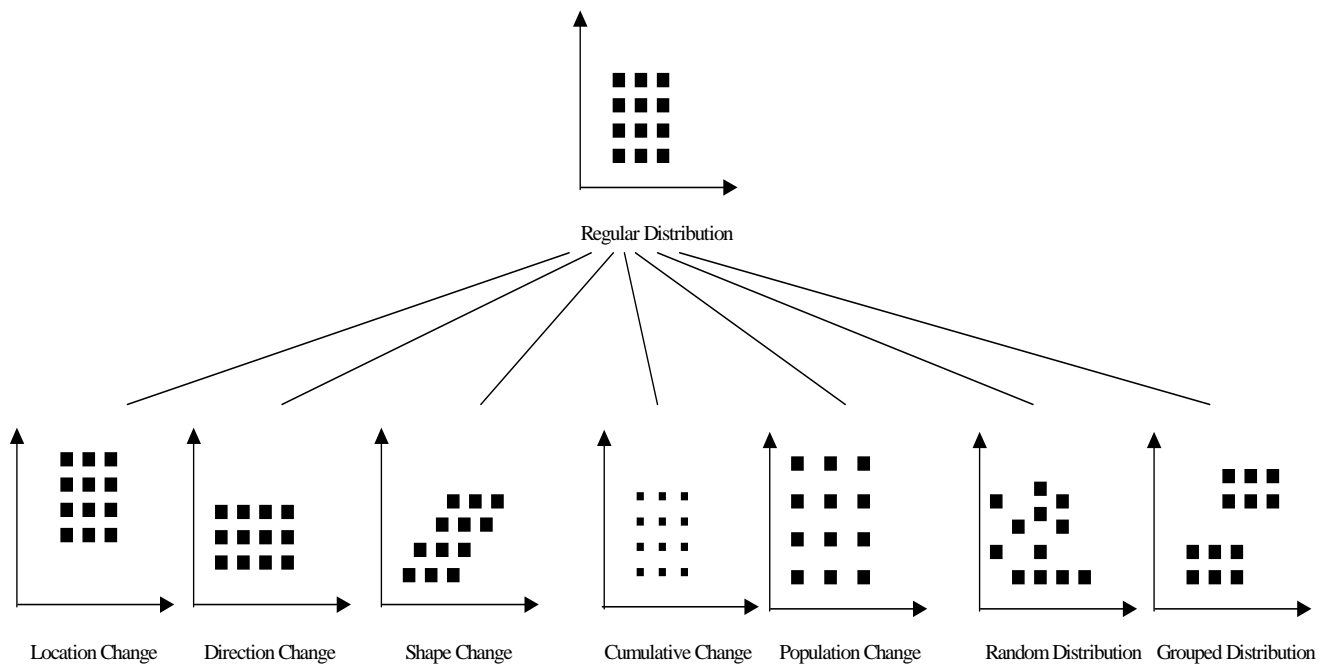 Regular Distribution
Location Change
Direction Change
Shape Change
Cumulative Change
Population Change
Random Distribution
Grouped Distribution